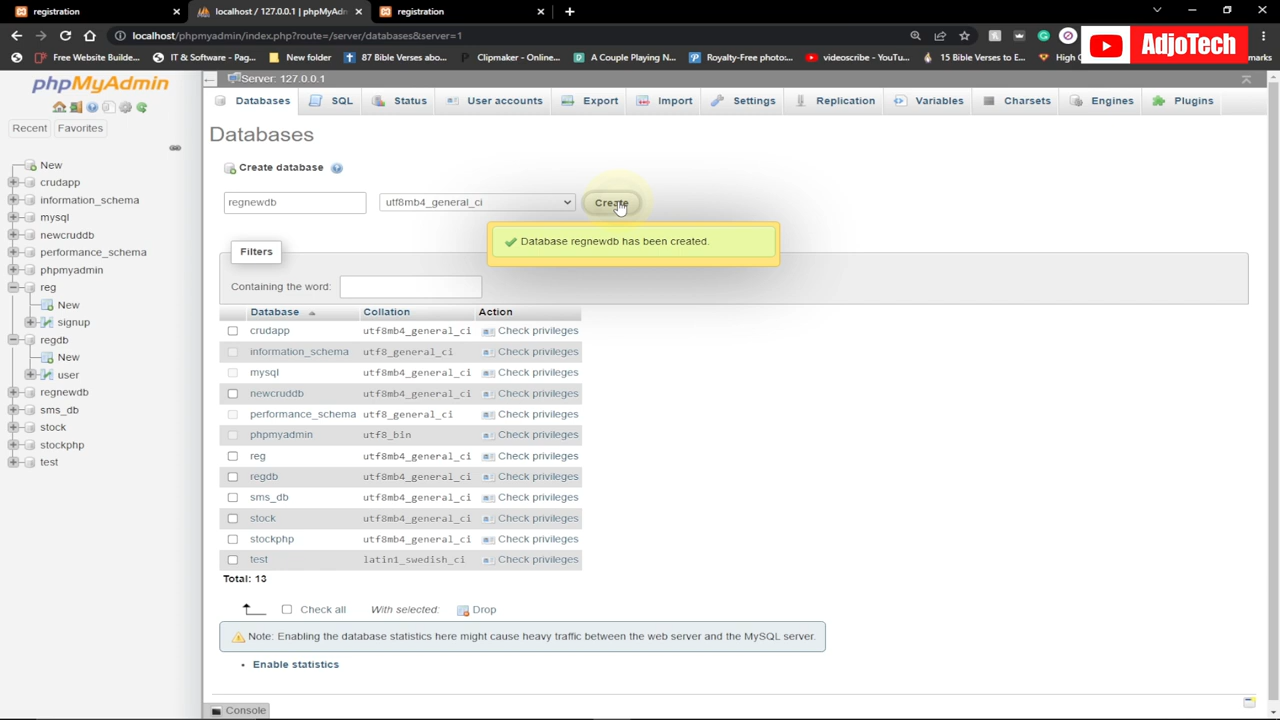 registration
localhost / 127.0.0.1 | phpMyAdm
registration
localhost/phpmyadmin/index.php?route=/server/databases&server=1
Free Website Builde...
IT & Software - Pag...
LOan NEw folder
87 Bible Verses abo...
Clipmaker - Online...
A Couple Playing N...
Royalty-Free photo...
videoscribe - YouTu...
15 Bible Verses to E...
High
marks
AdjoTech
phpMyAdmin
Recent
Favorites
New
crudapp
information_schema
mysql
newcruddb
performance_schema
phpmyadmin
reg
New
signup
regdb
New
user
regnewdb
sms_db
stock
stockphp
test
Server: 127.0.0.1
Databases
SQL
Status
User accounts
Export
Import
Settings
Replication
Variables
Charsets
Engines
Plugins
Databases
Create database
regnewdb
utf8mb4_general_ci
Create
Database regnewdb has been created.
Filters
Containing the word:
Database Collation Action
crudapp utf8mb4_general_ci Check privileges
information_schema utf8_general_ci Check privileges
mysql utf8mb4_general_ci Check privileges
newcruddb utf8mb4_general_ci Check privileges
performance_schema utf8_general_ci Check privileges
phpmyadmin utf8_bin Check privileges
reg utf8mb4_general_ci Check privileges
regdb utf8mb4_general_ci Check privileges
sms_db utf8mb4_general_ci Check privileges
stock utf8mb4_general_ci Check privileges
stockphp utf8mb4_general_ci Check privileges
test latin1_swedish_ci Check privileges
Total: 13
Check all With selected: Drop
Note: Enabling the database statistics here might cause heavy traffic between the web server and the MySQL server.
Enable statistics
Console